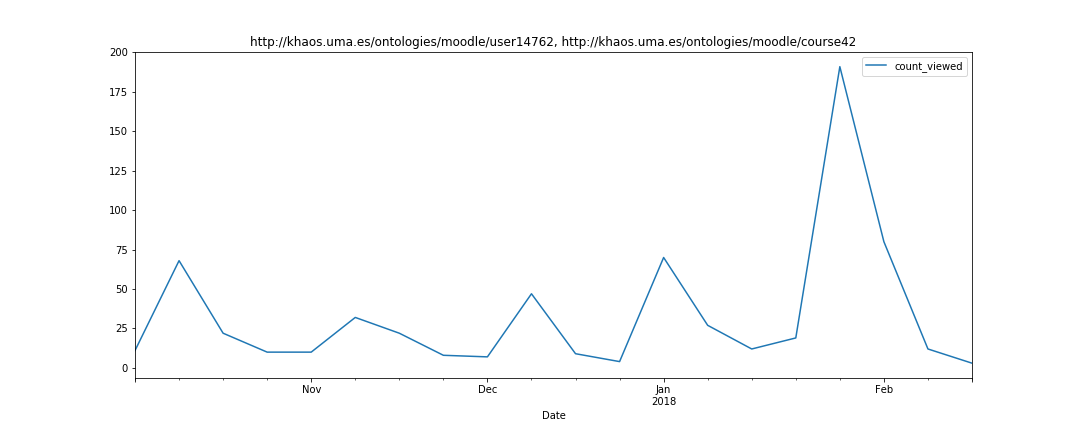 http://khaos.uma.es/ontologies/moodle/user14762, http://khaos.uma.es/ontologies/moodle/course42
count_viewed
200
175
150
125
100
75
50
25
0
Nov
Dec
Jan
2018
Feb
Date